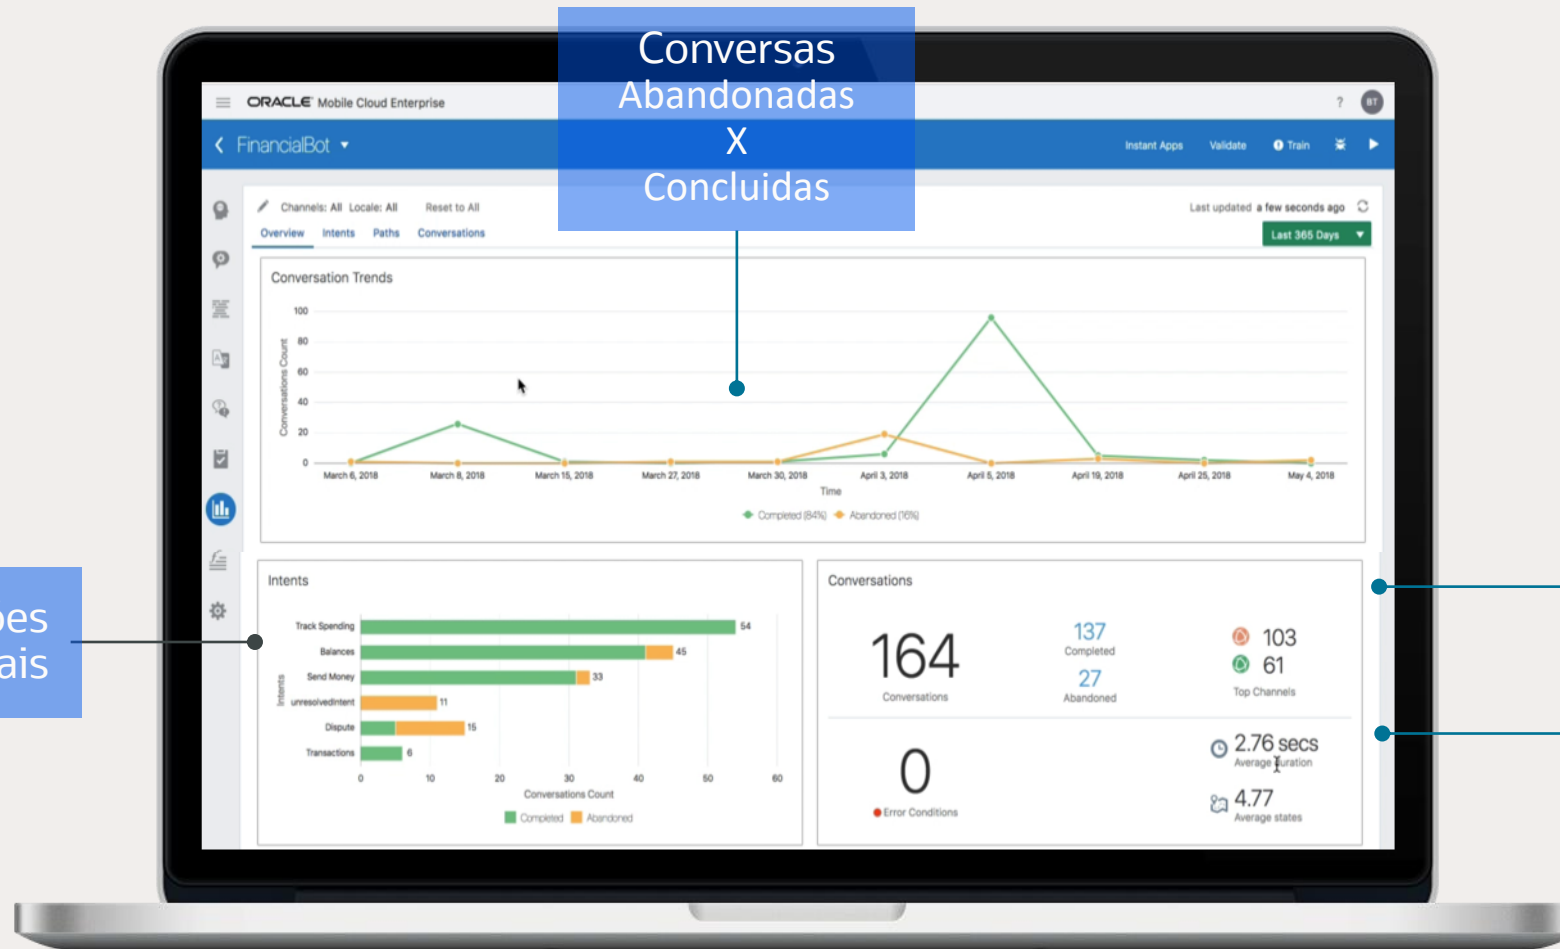 Conversas
Abandonadas
X
Concluidas
ORACLE Mobile Cloud Enterprise
?
BT
FinancialBot
Instant Apps
Validate
Train
Channels: All Locale: All
Reset to All
Last updated a few seconds ago
Overview
Intents
Paths
Conversations
Last 365 Days
Conversation Trends
100
80
60
40
20
0
Conversations Count
March 6, 2018
March 8, 2018
March 15, 2018
March 27, 2018
March 30, 2018
April 3, 2018
April 5, 2018
April 19, 2018
April 25, 2018
May 4, 2018
Time
Completed (84%)
Abandoned (16%)
Intents
Intents
Track Spending
54
Balances
45
Send Money
33
unresolvedIntent
11
Dispute
15
Transactions
6
0
10
20
30
40
50
60
Conversations Count
Completed
Abandoned
Conversations
164
Conversations
137
Completed
27
Abandoned
103
61
Top Channels
0
Error Conditions
2.76 secs
Average duration
4.77
Average states